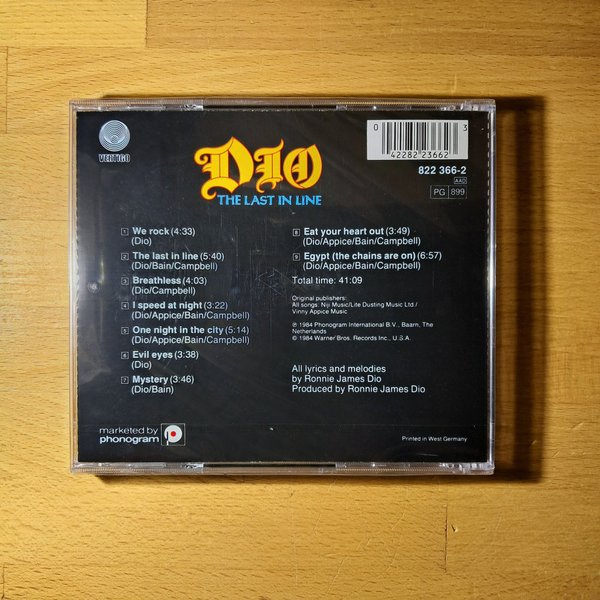 VERTIGO
DIO
THE LAST IN LINE
0 42282 23662 3
822 366-2
AAD
PG 899
1 We rock (4:33)
(Dio)
2 The last in line (5:40)
(Dio/Bain/Campbell)
3 Breathless (4:03)
(Dio/Campbell)
4 I speed at night (3:22)
(Dio/Appice/Bain/Campbell)
5 One night in the city (5:14)
(Dio/Appice/Bain/Campbell)
6 Evil eyes (3:38)
(Dio)
7 Mystery (3:46)
(Dio/Bain)
8 Eat your heart out (3:49)
(Dio/Appice/Bain/Campbell)
9 Egypt (the chains are on) (6:57)
(Dio/Appice/Bain/Campbell)
Total time: 41:09
Original publishers:
All songs: Niji Music/Lite Dusting Music Ltd/
Vinny Appice Music
℗ 1984 Phonogram International B.V., Baarn, The
Netherlands
© 1984 Warner Bros. Records Inc., U.S.A.
All lyrics and melodies
by Ronnie James Dio
Produced by Ronnie James Dio
marketed by
phonogram
Printed in West Germany